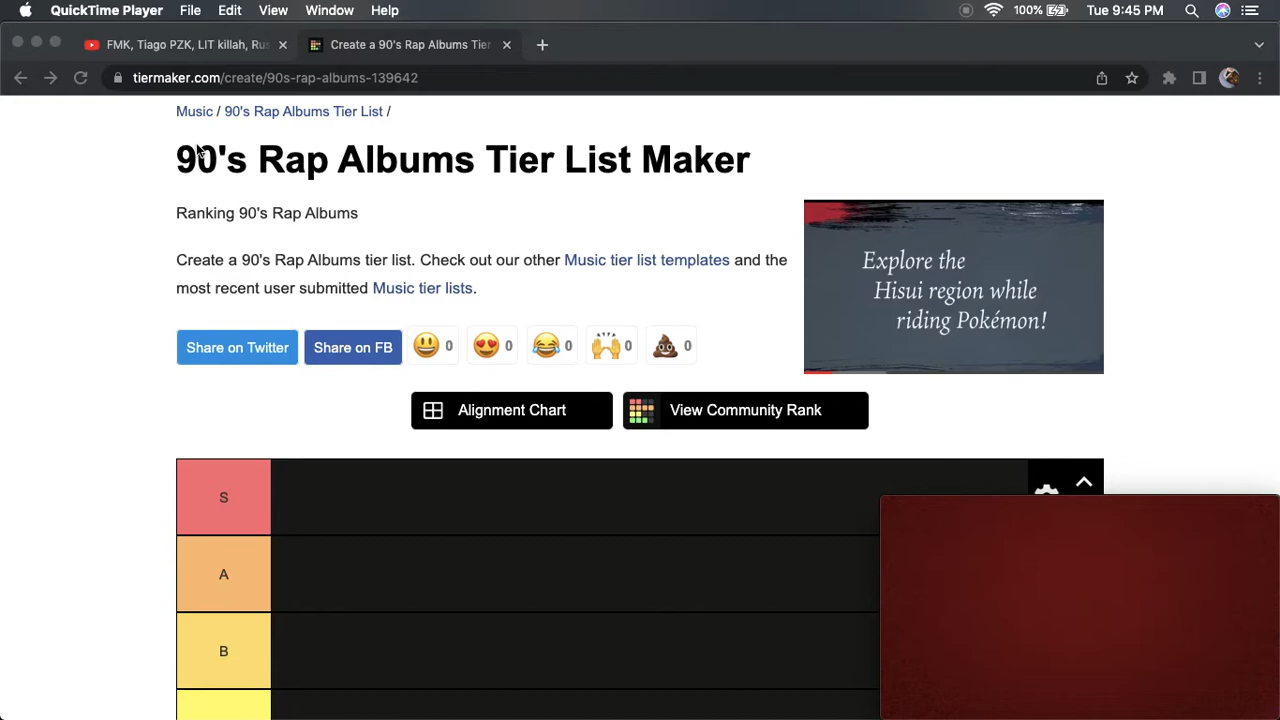 QuickTime Player File Edit View Window Help 100% Tue 9:45 PM
FMK, Tiago PZK, LIT killah, Rus Create a 90's Rap Albums Tier
tiermaker.com/create/90s-rap-albums-139642
Music / 90's Rap Albums Tier List /
90's Rap Albums Tier List Maker
Ranking 90's Rap Albums
Create a 90's Rap Albums tier list. Check out our other Music tier list templates and the
most recent user submitted Music tier lists.
Explore the
Hisui region while
riding Pokémon!
Share on Twitter Share on FB 0 0 0 0 0
Alignment Chart View Community Rank
S
A
B